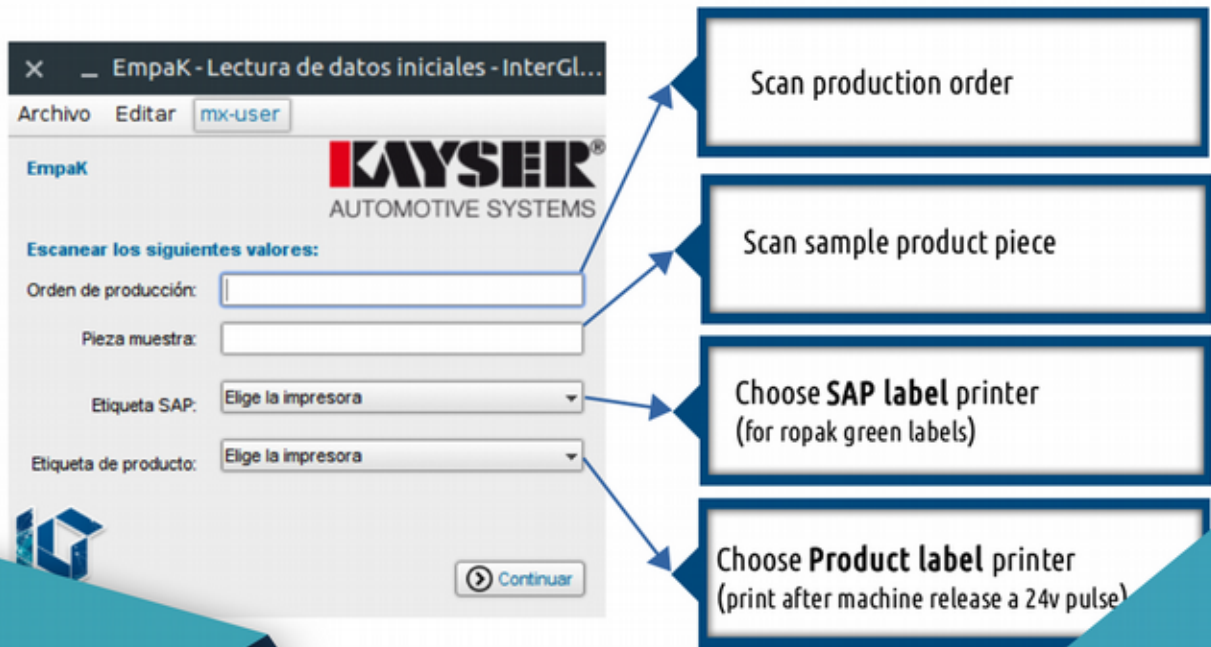 EmpaK - Lectura de datos iniciales - InterGl...
Archivo Editar mx-user
EmpaK
KAYSER®
AUTOMOTIVE SYSTEMS
Escanear los siguientes valores:
Orden de producción:
Pieza muestra:
Etiqueta SAP: Elige la impresora
Etiqueta de producto: Elige la impresora
Continuar
Scan production order
Scan sample product piece
Choose SAP label printer
(for ropak green labels)
Choose Product label printer
(print after machine release a 24v pulse)